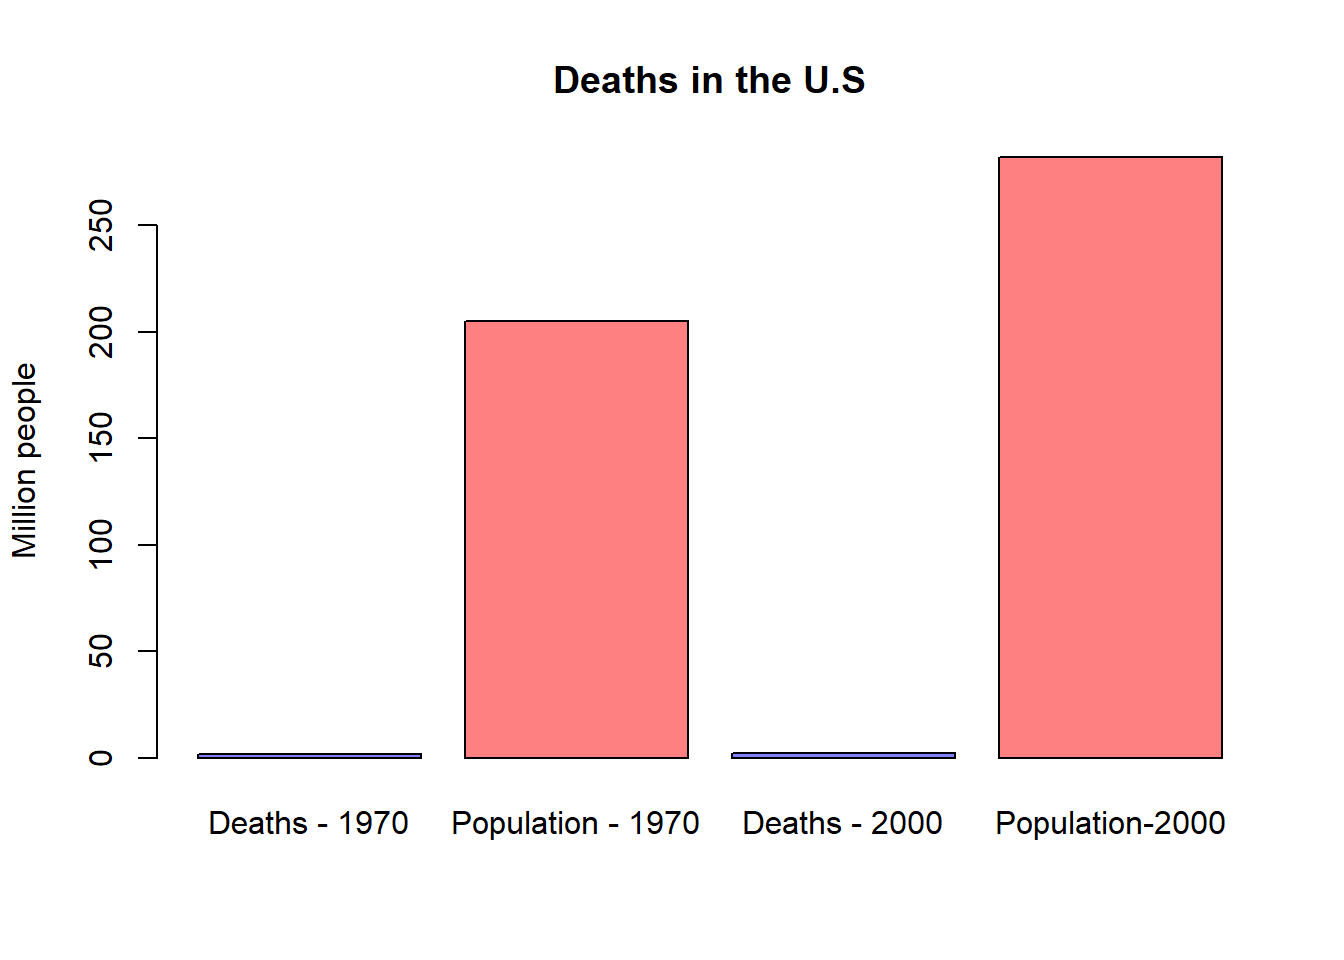 Deaths in the U.S
Million people
250
200
150
100
50
0
Deaths - 1970
Population - 1970
Deaths - 2000
Population-2000